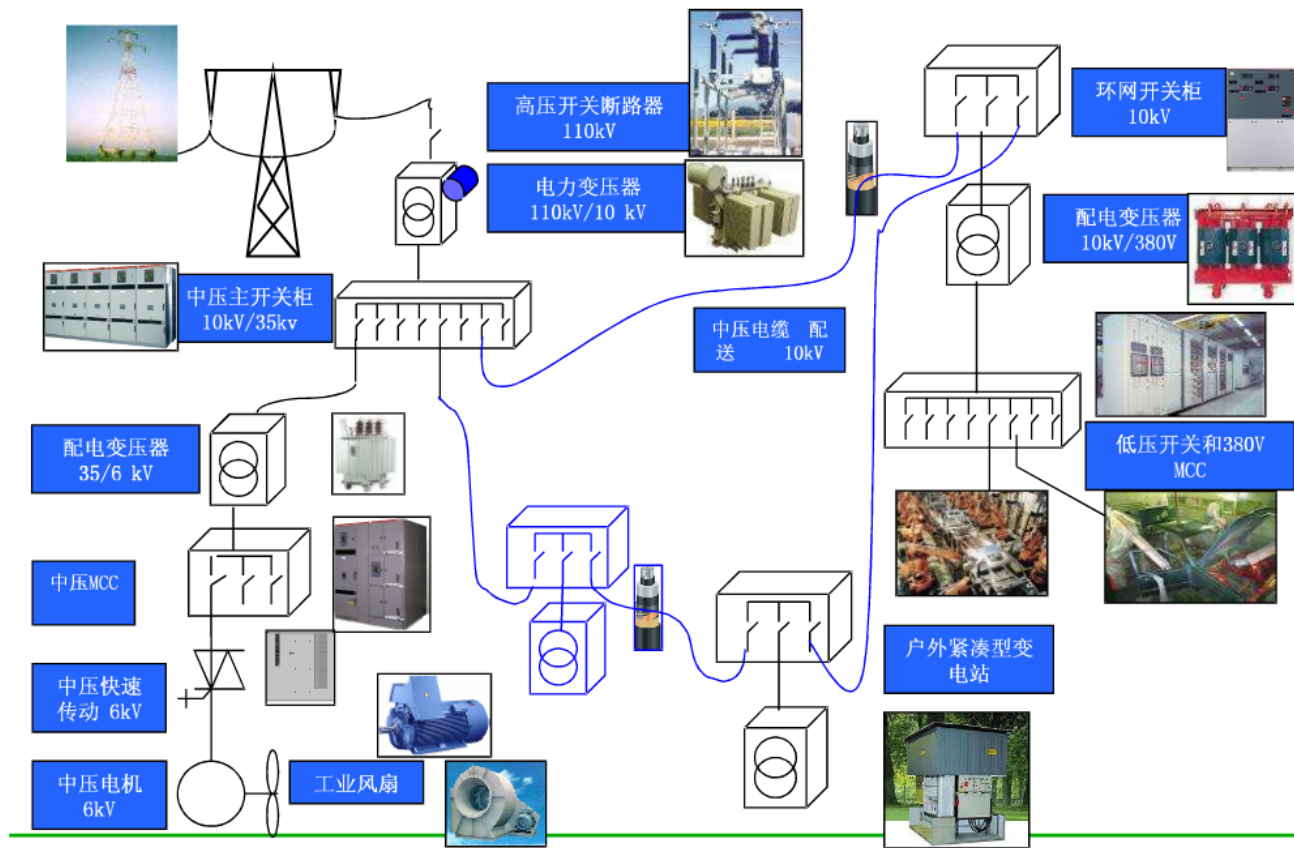 高压开关断路器
110kV
环网开关柜
10kV
电力变压器
110kV/10 kV
配电变压器
10kV/380V
中压主开关柜
10kV/35kv
中压电缆 配
送 10kV
配电变压器
35/6 kV
低压开关和380V
MCC
中压MCC
户外紧凑型变
电站
中压快速
传动 6kV
中压电机
6kV
工业风扇